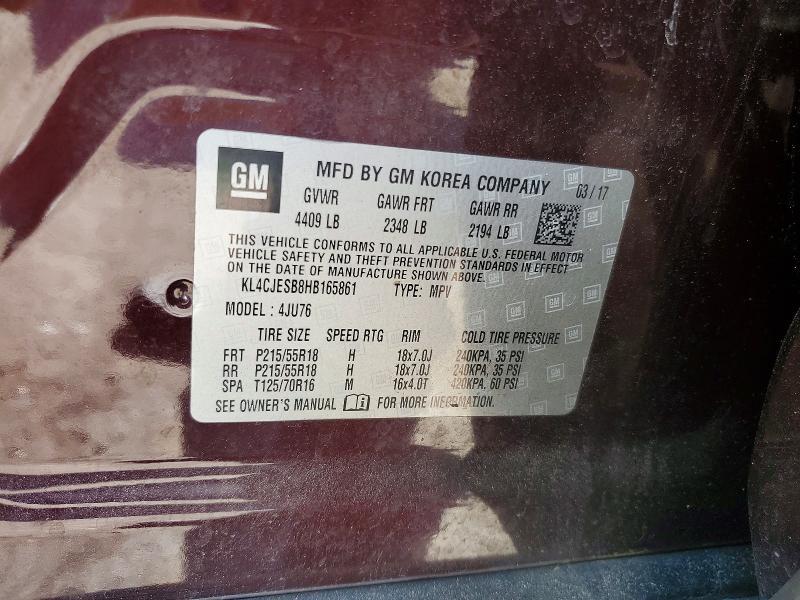 GM MFD BY GM KOREA COMPANY 03 / 17
GVWR GAWR FRT GAWR RR
4409 LB 2348 LB 2194 LB
THIS VEHICLE CONFORMS TO ALL APPLICABLE U.S. FEDERAL MOTOR
VEHICLE SAFETY AND THEFT PREVENTION STANDARDS IN EFFECT
ON THE DATE OF MANUFACTURE SHOWN ABOVE.
KL4CJESB8HB165861 TYPE: MPV
MODEL : 4JU76
TIRE SIZE SPEED RTG RIM COLD TIRE PRESSURE
FRT P215/55R18 H 18x7.0J 240KPA, 35 PSI
RR P215/55R18 H 18x7.0J 240KPA, 35 PSI
SPA T125/70R16 M 16x4.0T 420KPA, 60 PSI
SEE OWNER'S MANUAL FOR MORE INFORMATION.